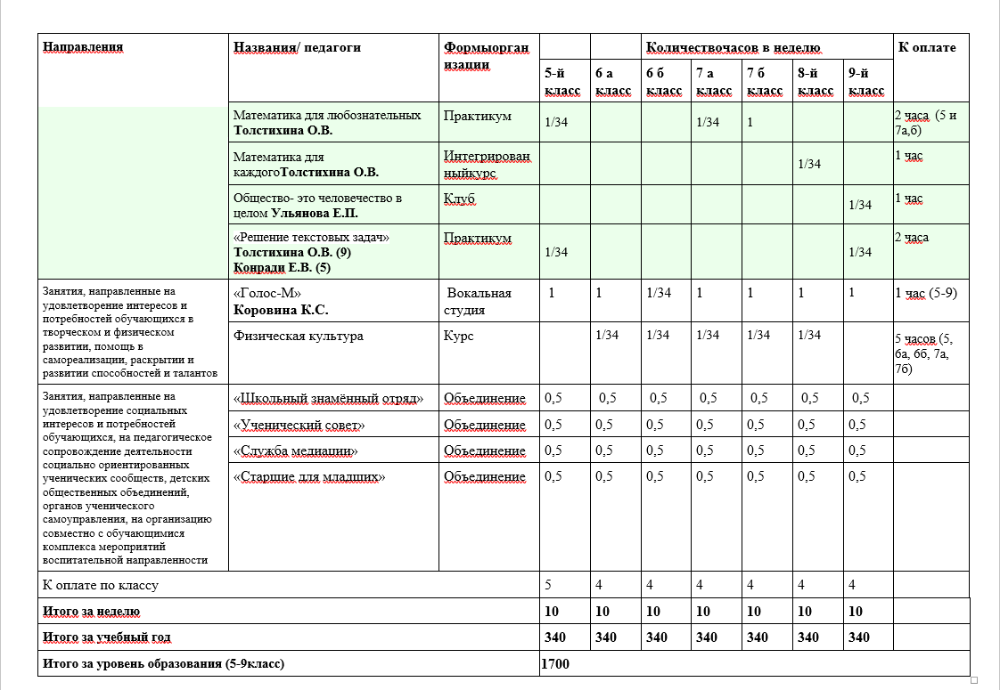 Направления Названия/ педагоги Формыорган Количествочасов в неделю К оплате
изации
5-й 6 а 6 б 7 а 7 б 8-й 9-й
класс класс класс класс класс класс класс
Математика для любознательных Практикум 1/34 1/34 1 2 часа (5 и
Толстихина О.В. 7а,б)
Математика для Интегрирован 1/34 1 час
каждогоТолстихина О.В. ныйкурс
Общество- это человечество в Клуб 1/34 1 час
целом Ульянова Е.П.
«Решение текстовых задач» Практикум 1/34 1/34 2 часа
Толстихина О.В. (9)
Конради Е.В. (5)
Занятия, направленные на
удовлетворение интересов и
потребностей обучающихся в
творческом и физическом
развитии, помощь в
самореализации, раскрытии и
развитии способностей и талантов
«Голос-М» Вокальная 1 1 1/34 1 1 1 1 1 час (5-9)
Коровина К.С. студия
Физическая культура Курс 1/34 1/34 1/34 1/34 1/34 5 часов (5,
6а, 6б, 7а,
7б)
Занятия, направленные на
удовлетворение социальных
интересов и потребностей
обучающихся, на педагогическое
сопровождение деятельности
социально ориентированных
ученических сообществ, детских
общественных объединений,
органов ученического
самоуправления, на организацию
совместно с обучающимися
комплекса мероприятий
воспитательной направленности
«Школьный знамённый отряд» Объединение 0,5 0,5 0,5 0,5 0,5 0,5 0,5
«Ученический совет» Объединение 0,5 0,5 0,5 0,5 0,5 0,5 0,5
«Служба медиации» Объединение 0,5 0,5 0,5 0,5 0,5 0,5 0,5
«Старшие для младших» Объединение 0,5 0,5 0,5 0,5 0,5 0,5 0,5
К оплате по классу 5 4 4 4 4 4 4
Итого за неделю 10 10 10 10 10 10 10
Итого за учебный год 340 340 340 340 340 340 340
Итого за уровень образования (5-9класс) 1700